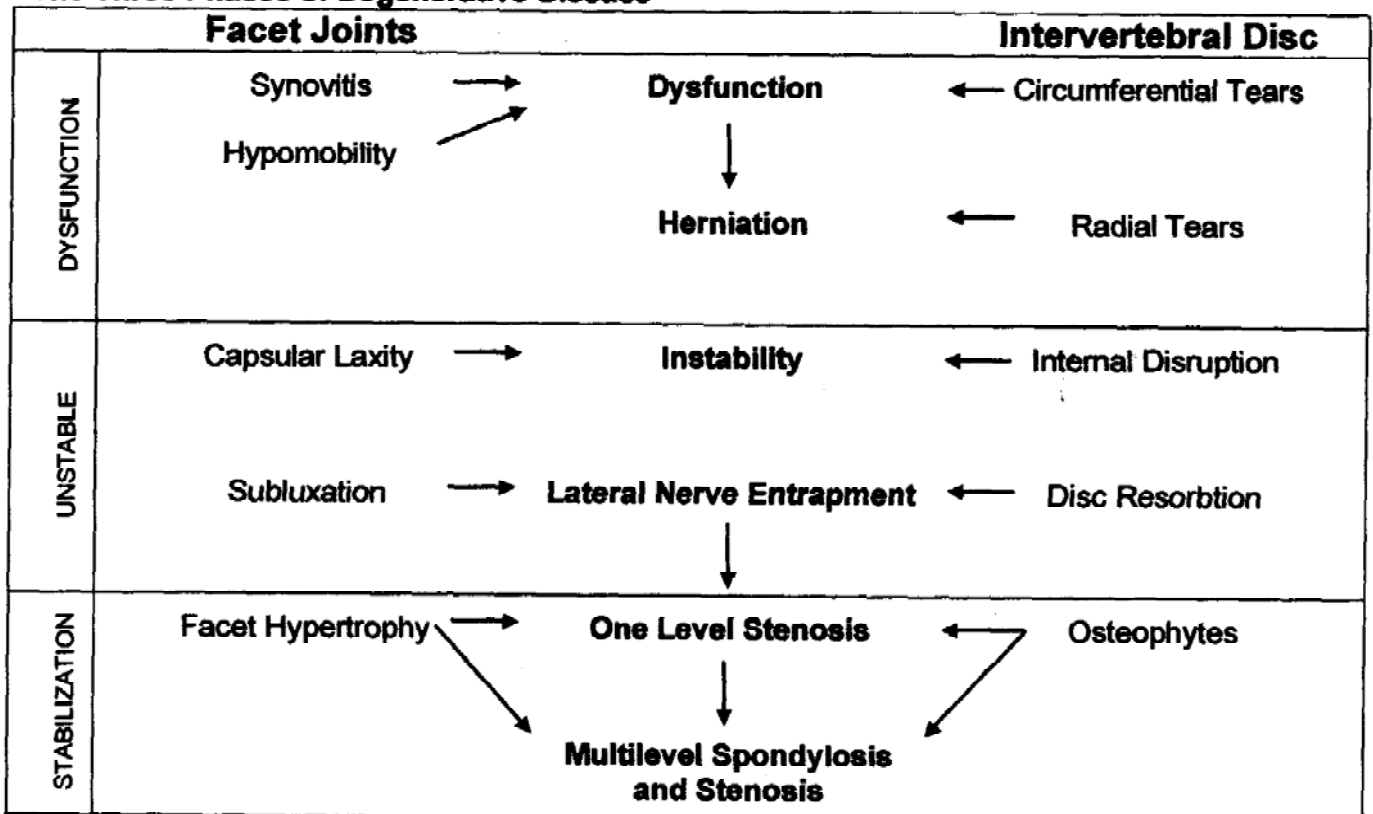 Facet Joints Intervertebral Disc
DYSFUNCTION
Synovitis Dysfunction Circumferential Tears
Hypomobility
Herniation Radial Tears
UNSTABLE
Capsular Laxity Instability Internal Disruption
Subluxation Lateral Nerve Entrapment Disc Resorbtion
STABILIZATION
Facet Hypertrophy One Level Stenosis Osteophytes
Multilevel Spondylosis
and Stenosis